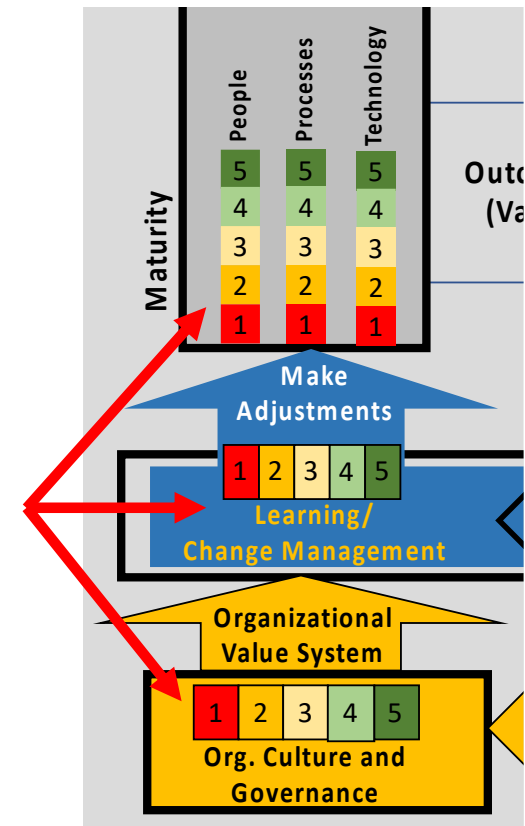 People Processes Technology
Maturity
5 5 5
4 4 4
3 3 3
2 2 2
1 1 1
Outc
(Va
Make
Adjustments
1 2 3 4 5
Learning/
Change Management
Organizational
Value System
1 2 3 4 5
Org. Culture and
Governance